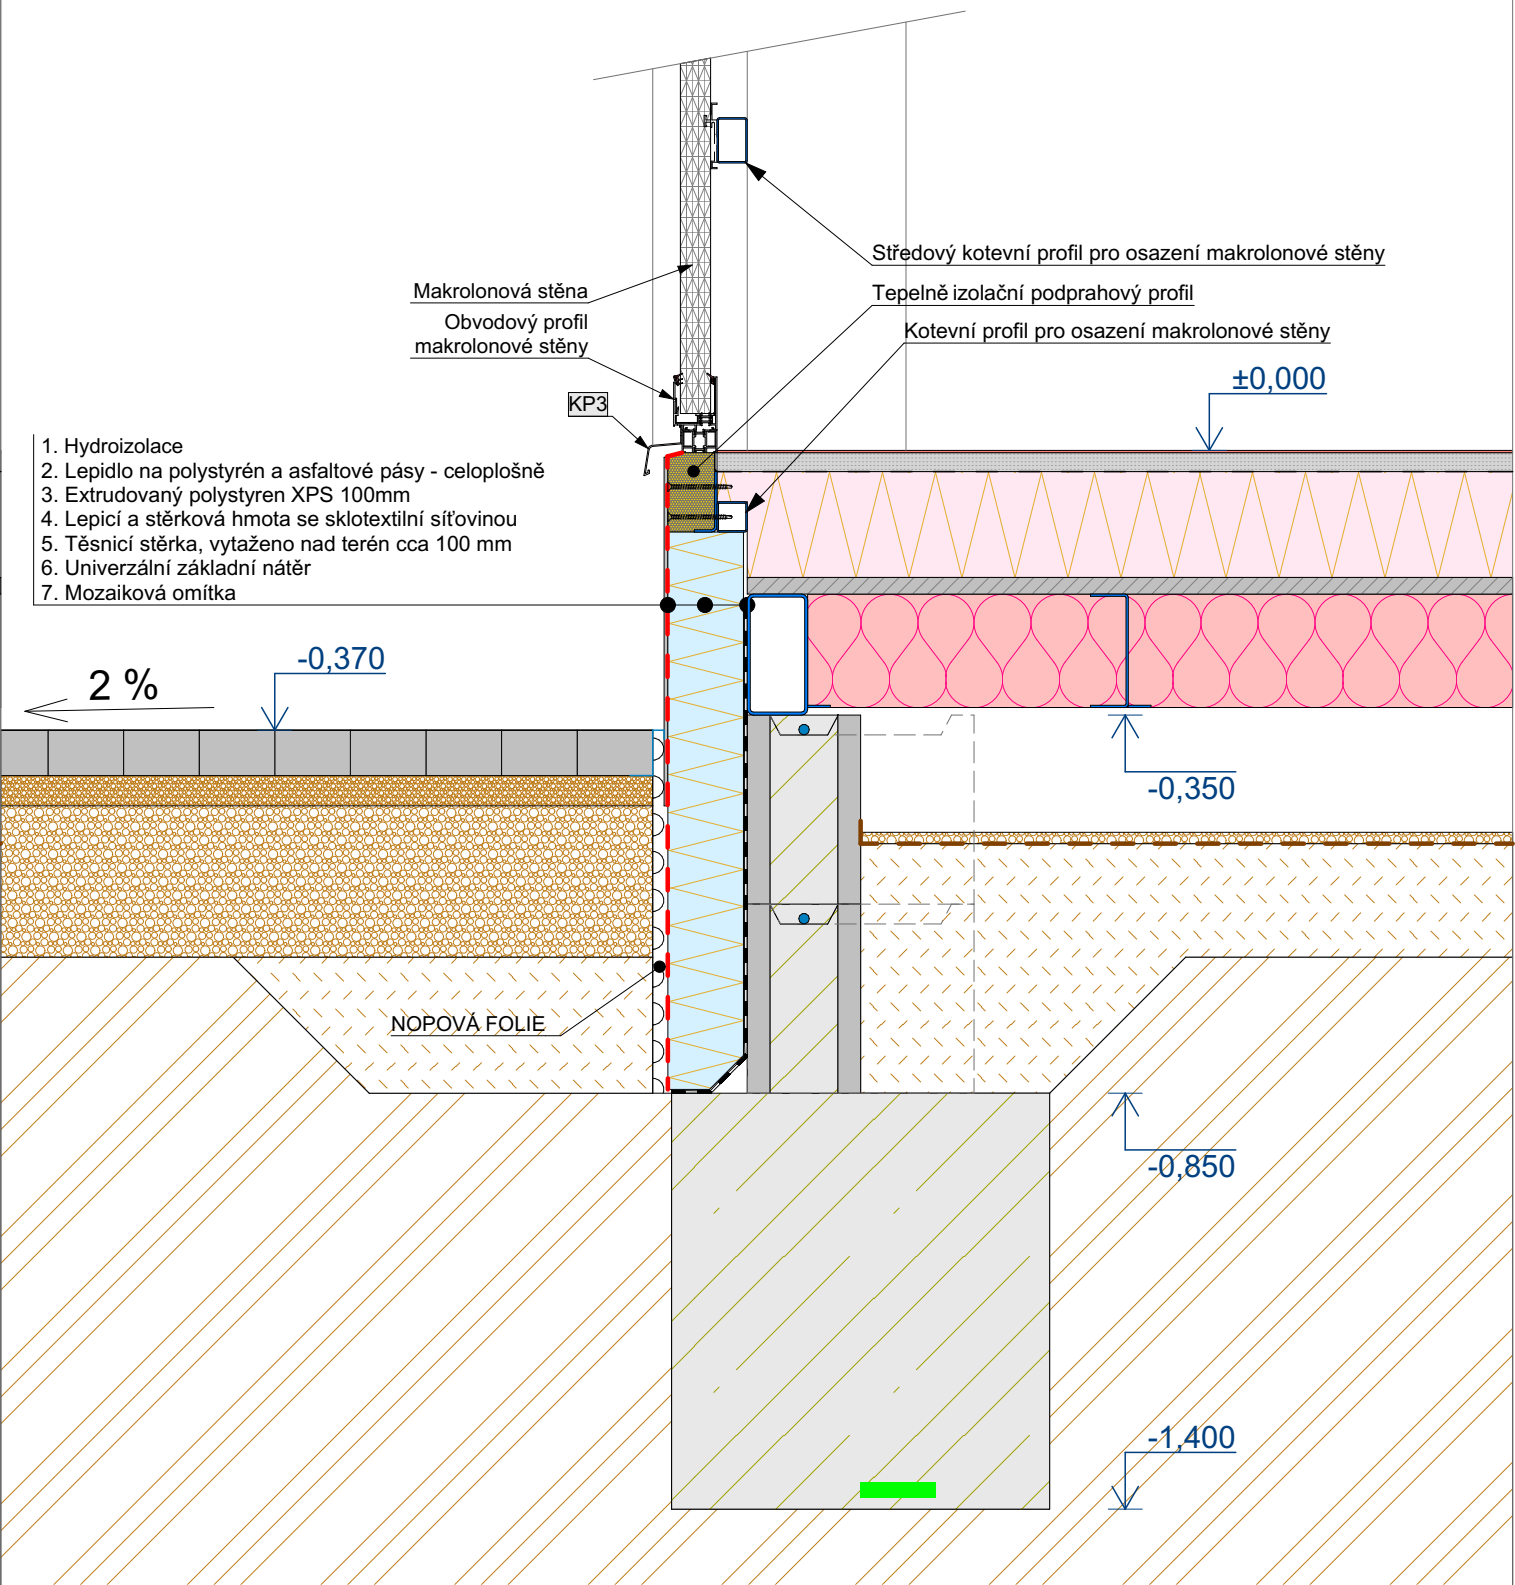 Středový kotevní profil pro osazení makrolonové stěny
Makrolonová stěna
Tepelně izolační podprahový profil
Obvodový profil
makrolonové stěny
Kotevní profil pro osazení makrolonové stěny
±0,000
KP3
1. Hydroizolace
2. Lepidlo na polystyrén a asfaltové pásy - celoplošně
3. Extrudovaný polystyren XPS 100mm
4. Lepicí a stěrková hmota se sklotextilní síťovinou
5. Těsnicí stěrka, vytaženo nad terén cca 100 mm
6. Univerzální základní nátěr
7. Mozaiková omítka
-0,370
2 %
-0,350
NOPOVÁ FOLIE
-0,850
-1,400